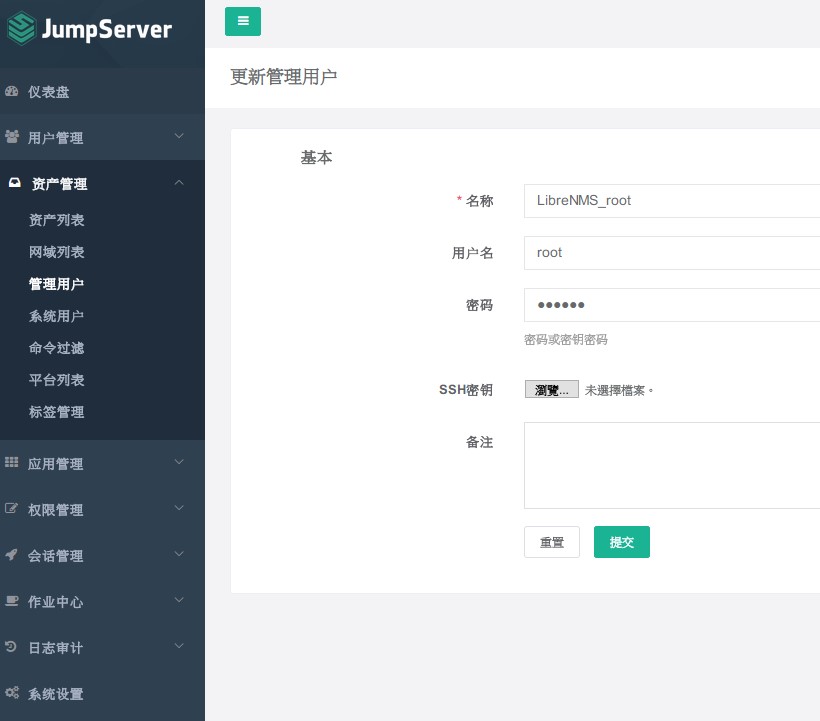 JumpServer
仪表盘
用户管理
资产管理
资产列表
网域列表
管理用户
系统用户
命令过滤
平台列表
标签管理
应用管理
权限管理
会话管理
作业中心
日志审计
系统设置
更新管理用户
基本
* 名称 LibreNMS_root
用户名 root
密码 ●●●●●●
密码或密钥密码
SSH密钥 瀏覽... 未選擇檔案。
备注
重置 提交